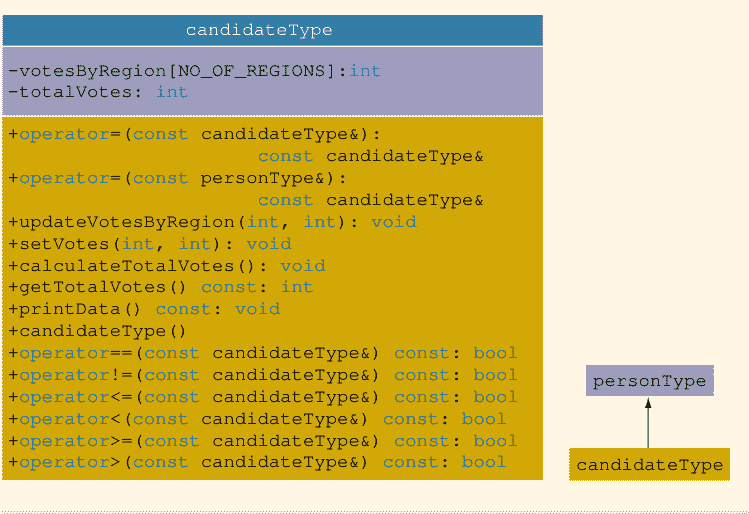 candidateType
-votesByRegion[NO_OF_REGIONS]:int
-totalVotes: int
+operator=(const candidateType&):
const candidateType&
+operator=(const personType&):
const candidateType&
+updateVotesByRegion(int, int): void
+setVotes(int, int): void
+calculateTotalVotes(): void
+getTotalVotes() const: int
+printData() const: void
+candidateType()
+operator==(const candidateType&) const: bool
+operator!=(const candidateType&) const: bool
+operator<=(const candidateType&) const: bool
+operator<(const candidateType&) const: bool
+operator>=(const candidateType&) const: bool
+operator>(const candidateType&) const: bool
personType
candidateType